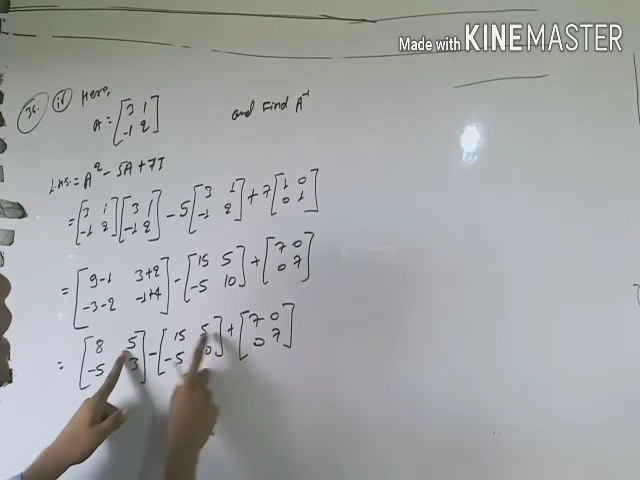 Made with KINEMASTER
36. ii Here,
A = [3 1; -1 2] and Find A⁻¹
L.H.S. = A² - 5A + 7I
= [3 1; -1 2] [3 1; -1 2] - 5 [3 1; -1 2] + 7 [1 0; 0 1]
= [9-1 3+2; -3-2 -1+4] - [15 5; -5 10] + [7 0; 0 7]
= [8 5; -5 3] - [15 5; -5 0] + [7 0; 0 7]